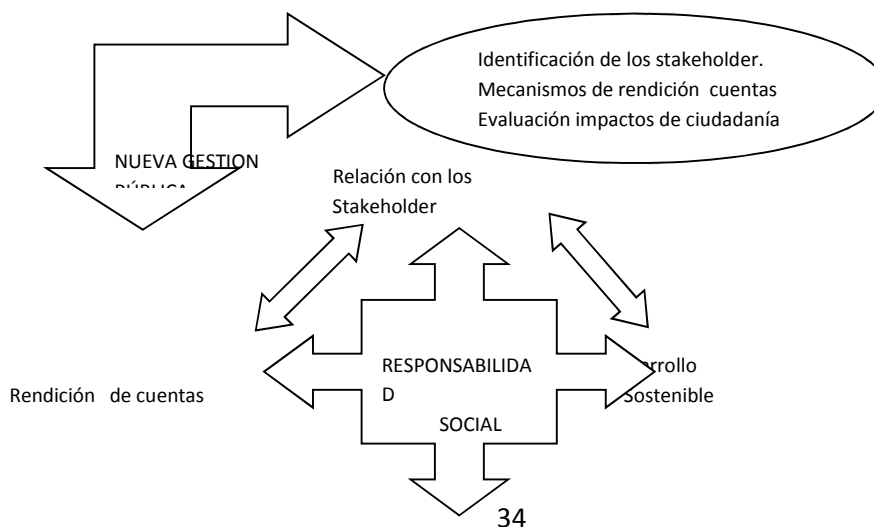 Identificación de los stakeholder.
Mecanismos de rendición cuentas
Evaluación impactos de ciudadanía
NUEVA GESTION
Relación con los
Stakeholder
RESPONSABILIDA
D
SOCIAL
Rendición de cuentas
arrollo
Sostenible
34